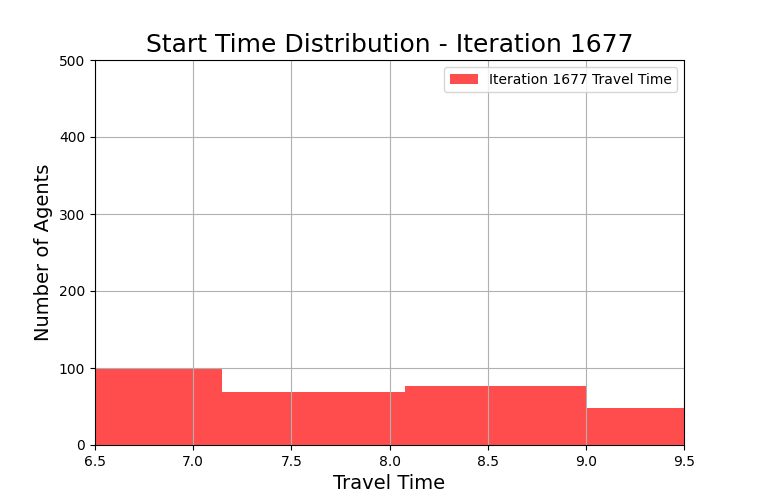 Start Time Distribution - Iteration 1677
500
Iteration 1677 Travel Time
400
300
200
100
0
Number of Agents
6.5 7.0 7.5 8.0 8.5 9.0 9.5
Travel Time